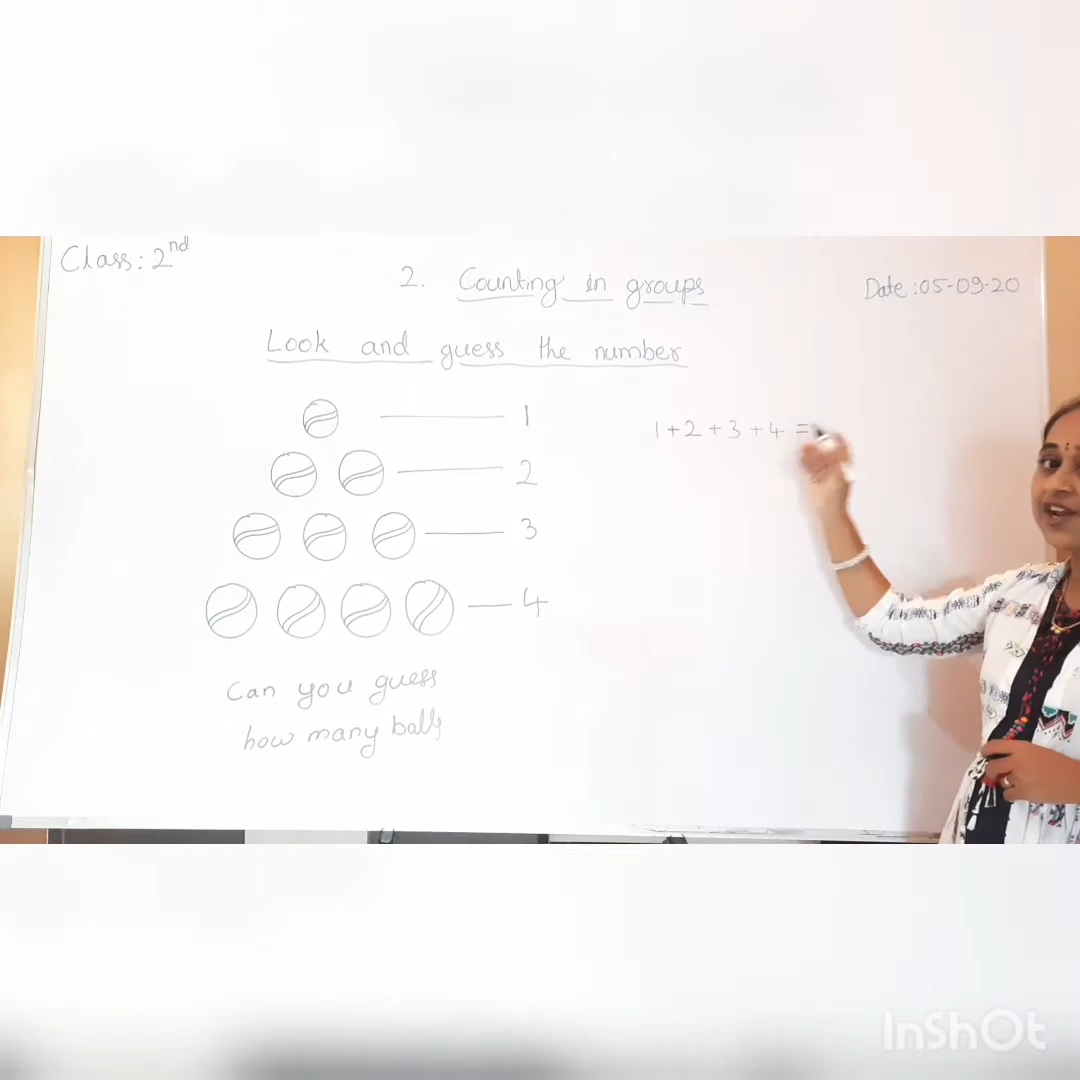 Class: 2nd
2. Counting in groups
Date: 05-09-20
Look and guess the number
1
2
3
4
1+2+3+4=
Can you guess
how many balls
InShOt